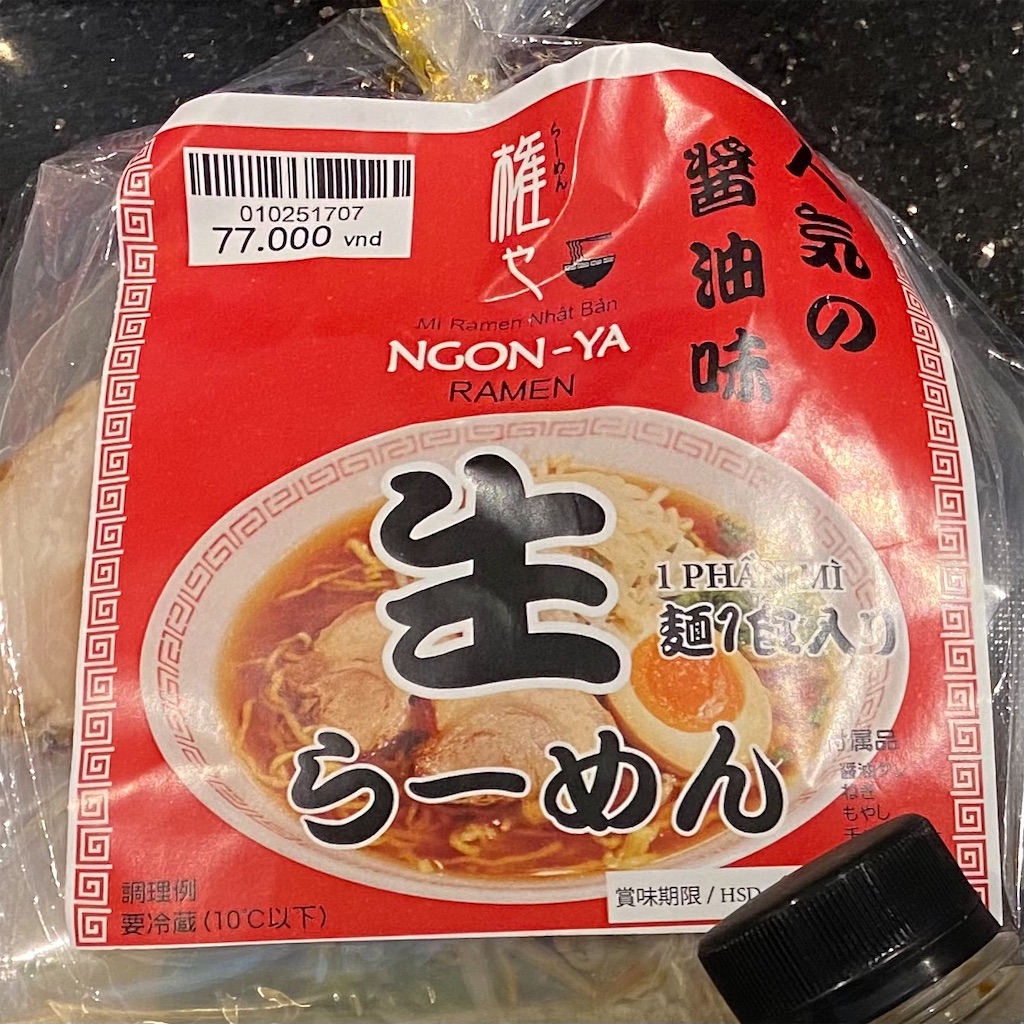 010251707
77.000 vnd
らーめん
権や
Mì Ramen Nhật Bản
NGON-YA
RAMEN
人気の
醤油味
生
らーめん
1 PHẦN MÌ
麺1食入り
付属品
醤油タレ
ねぎ
もやし
調理例
要冷蔵(10℃以下)
賞味期限 / HSD